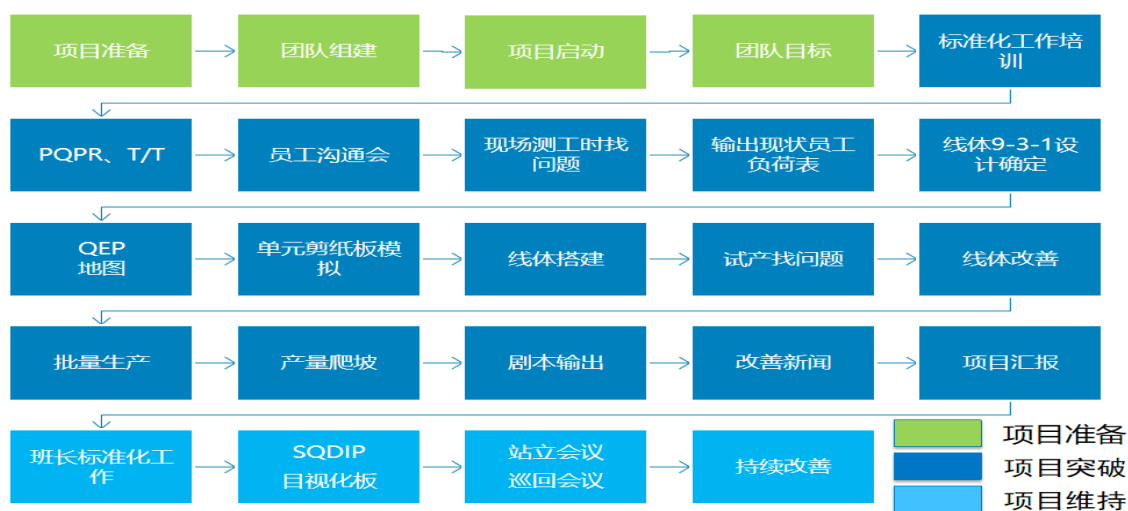 项目准备
团队组建
项目启动
团队目标
标准化工作培
训
PQPR、T/T
员工沟通会
现场测工时找
问题
输出现状员工
负荷表
线体9-3-1设
计确定
QEP
地图
单元剪纸板模
拟
线体搭建
试产找问题
线体改善
批量生产
产量爬坡
剧本输出
改善新闻
项目汇报
班长标准化工
作
SQDIP
目视化板
站立会议
巡回会议
持续改善
项目准备
项目突破
项目维持